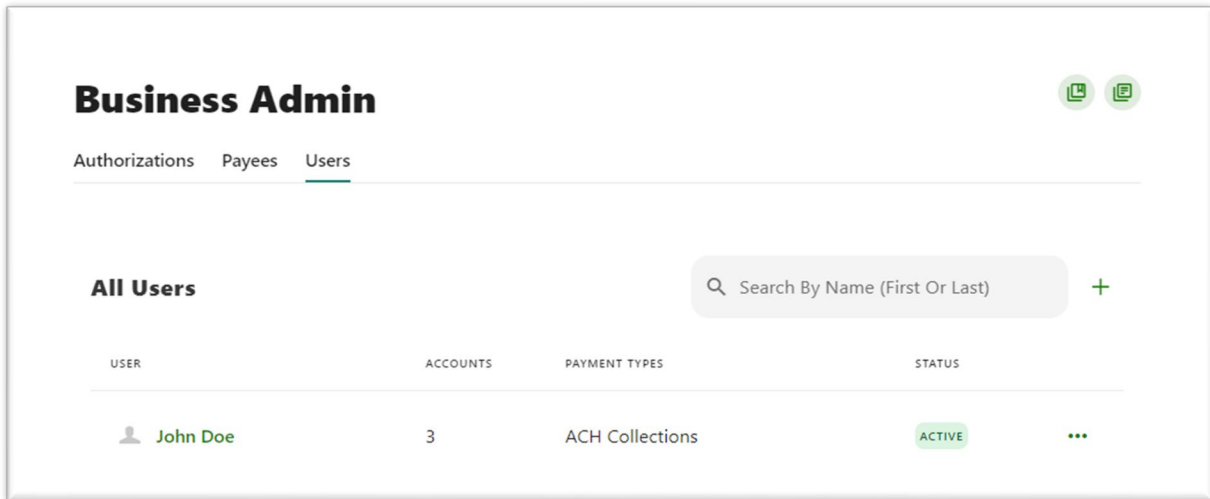 Business Admin
Authorizations Payees Users
All Users
Search By Name (First Or Last)
USER ACCOUNTS PAYMENT TYPES STATUS
John Doe 3 ACH Collections ACTIVE